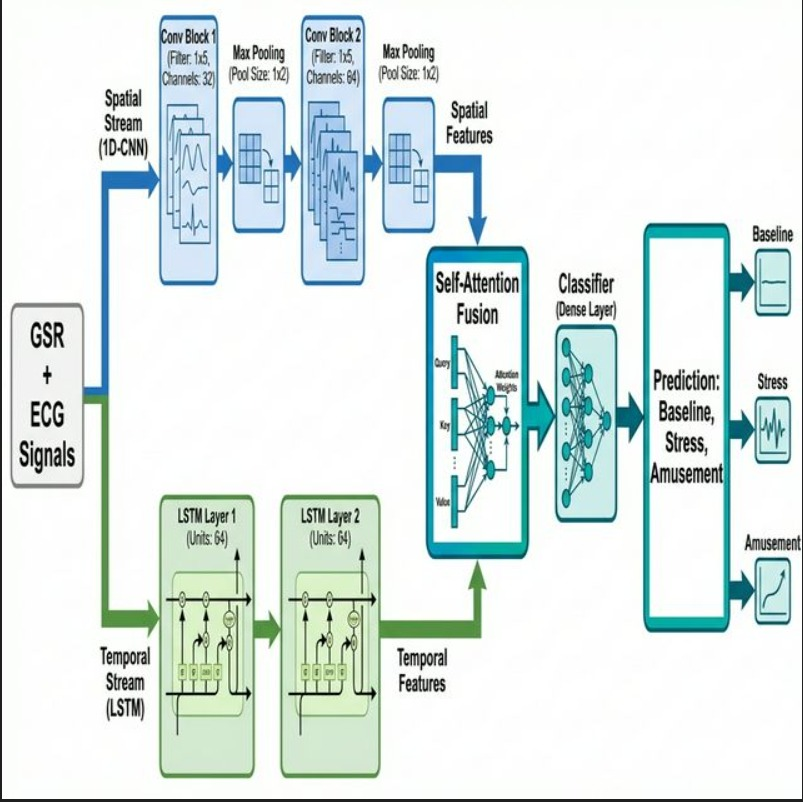 GSR
+
ECG
Signals
Spatial
Stream
(1D-CNN)
Conv Block 1
(Filter: 1x5,
Channels: 32)
Max Pooling
(Pool Size: 1x2)
Conv Block 2
(Filter: 1x5,
Channels: 64)
Max Pooling
(Pool Size: 1x2)
Spatial
Features
Temporal
Stream
(LSTM)
LSTM Layer 1
(Units: 64)
LSTM Layer 2
(Units: 64)
Temporal
Features
Self-Attention
Fusion
Query
Key
Value
Attention
Weights
Classifier
(Dense Layer)
Prediction:
Baseline,
Stress,
Amusement
Baseline
Stress
Amusement